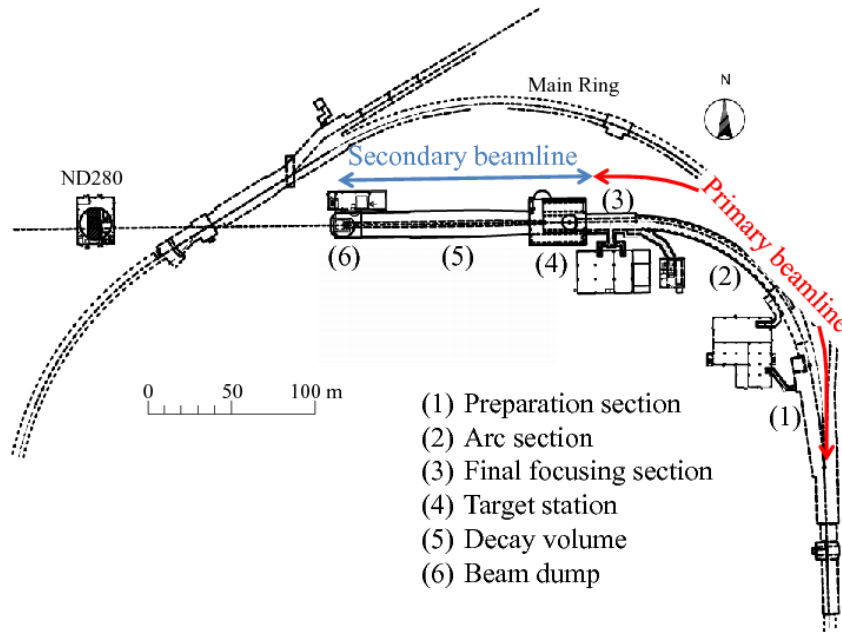 N
Main Ring
Secondary beamline
Primary beamline
ND280
(3)
(6)
(5)
(4)
(2)
(1)
0 50 100 m
(1) Preparation section
(2) Arc section
(3) Final focusing section
(4) Target station
(5) Decay volume
(6) Beam dump